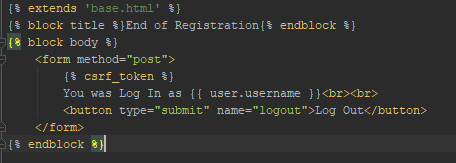 {% extends 'base.html' %}
{% block title %}End of Registration{% endblock %}
{% block body %}
<form method="post">
{% csrf_token %}
You was Log In as {{ user.username }}<br><br>
<button type="submit" name="logout">Log Out</button>
</form>
{% endblock %}